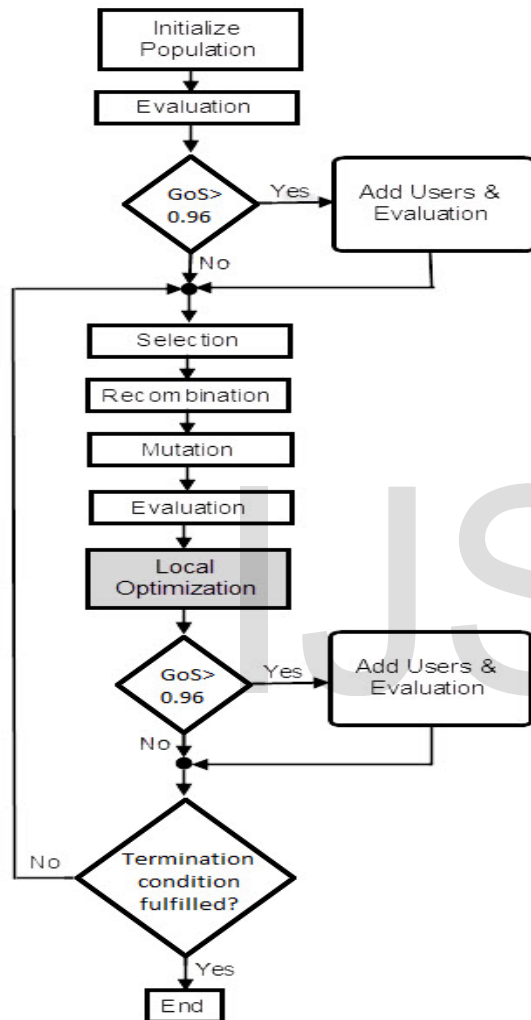 Initialize
Population
Evaluation
GoS>
0.96
Yes
Add Users &
Evaluation
No
Selection
Recombination
Mutation
Evaluation
Local
Optimization
GoS>
0.96
Yes
Add Users &
Evaluation
No
Termination
condition
fulfilled?
No
Yes
End
IJS